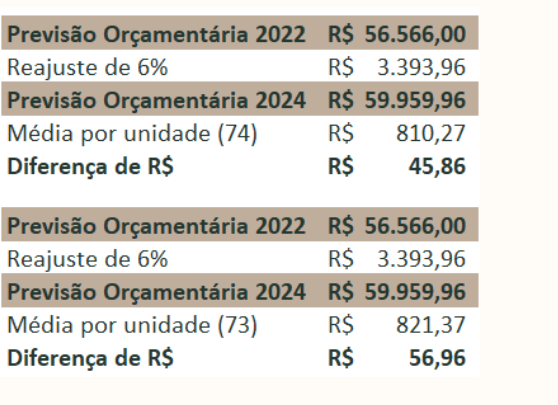 Previsão Orçamentária 2022 R$ 56.566,00
Reajuste de 6% R$ 3.393,96
Previsão Orçamentária 2024 R$ 59.959,96
Média por unidade (74) R$ 810,27
Diferença de R$ R$ 45,86
Previsão Orçamentária 2022 R$ 56.566,00
Reajuste de 6% R$ 3.393,96
Previsão Orçamentária 2024 R$ 59.959,96
Média por unidade (73) R$ 821,37
Diferença de R$ R$ 56,96